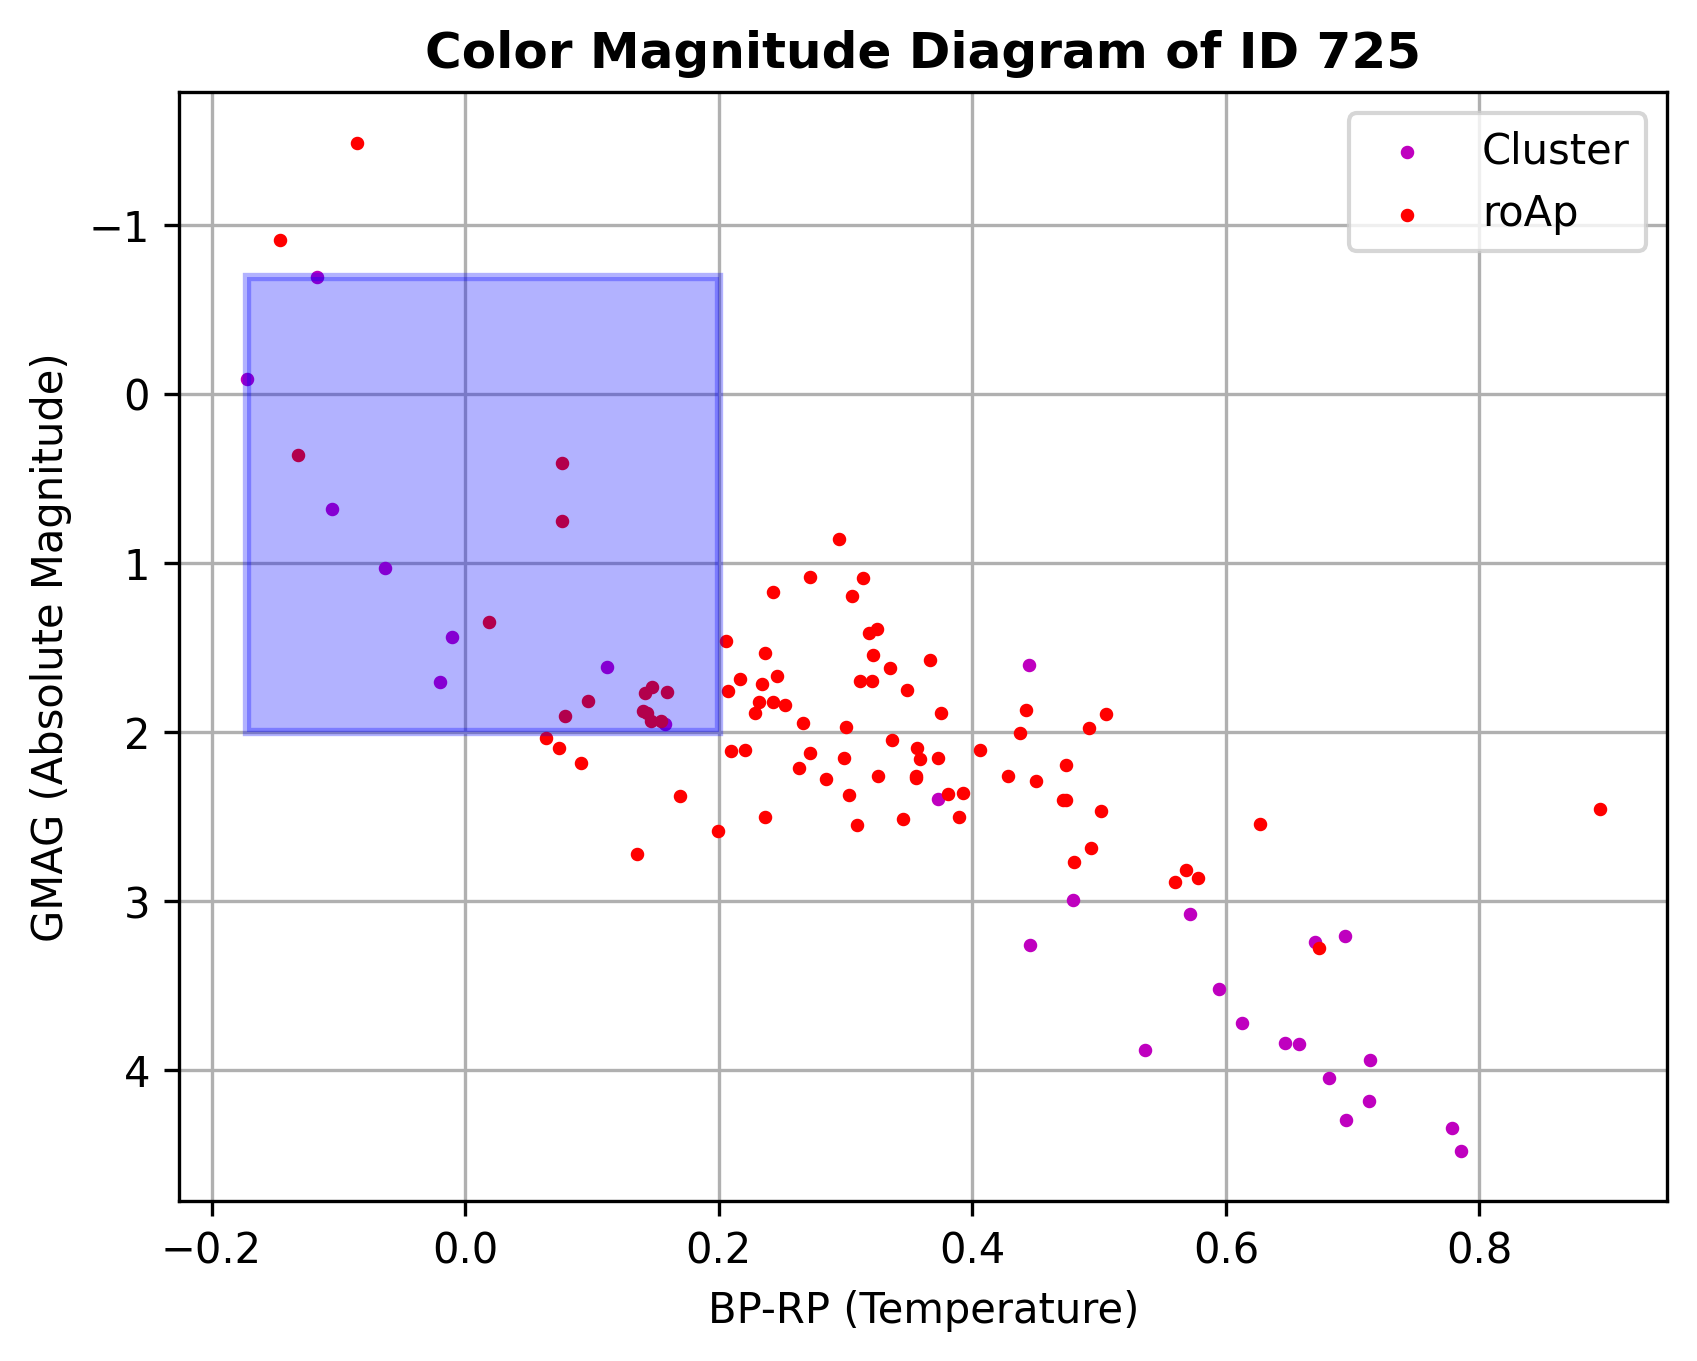 Color Magnitude Diagram of ID 725
Cluster
roAp
GMAG (Absolute Magnitude)
−1
0
1
2
3
4
−0.2 0.0 0.2 0.4 0.6 0.8
BP-RP (Temperature)